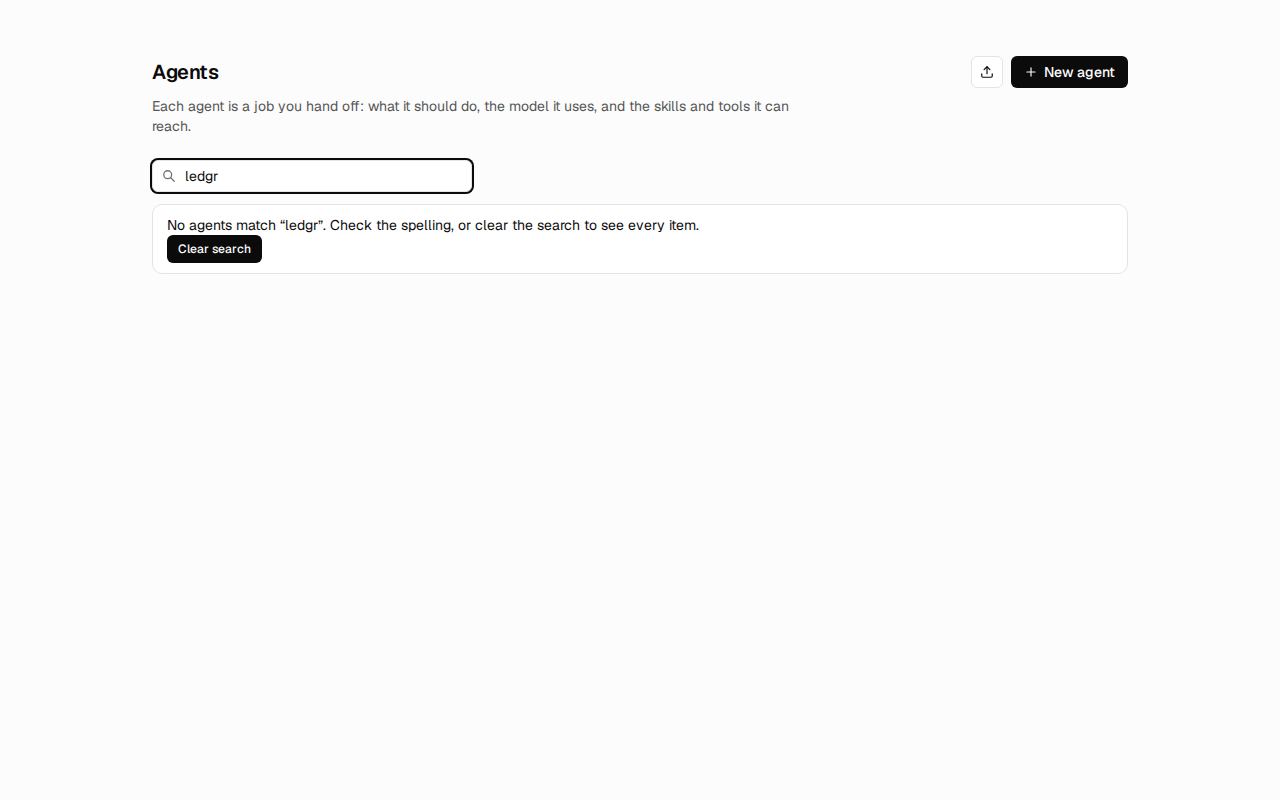 Agents
New agent
Each agent is a job you hand off: what it should do, the model it uses, and the skills and tools it can
reach.
ledgr
No agents match “ledgr”. Check the spelling, or clear the search to see every item.
Clear search